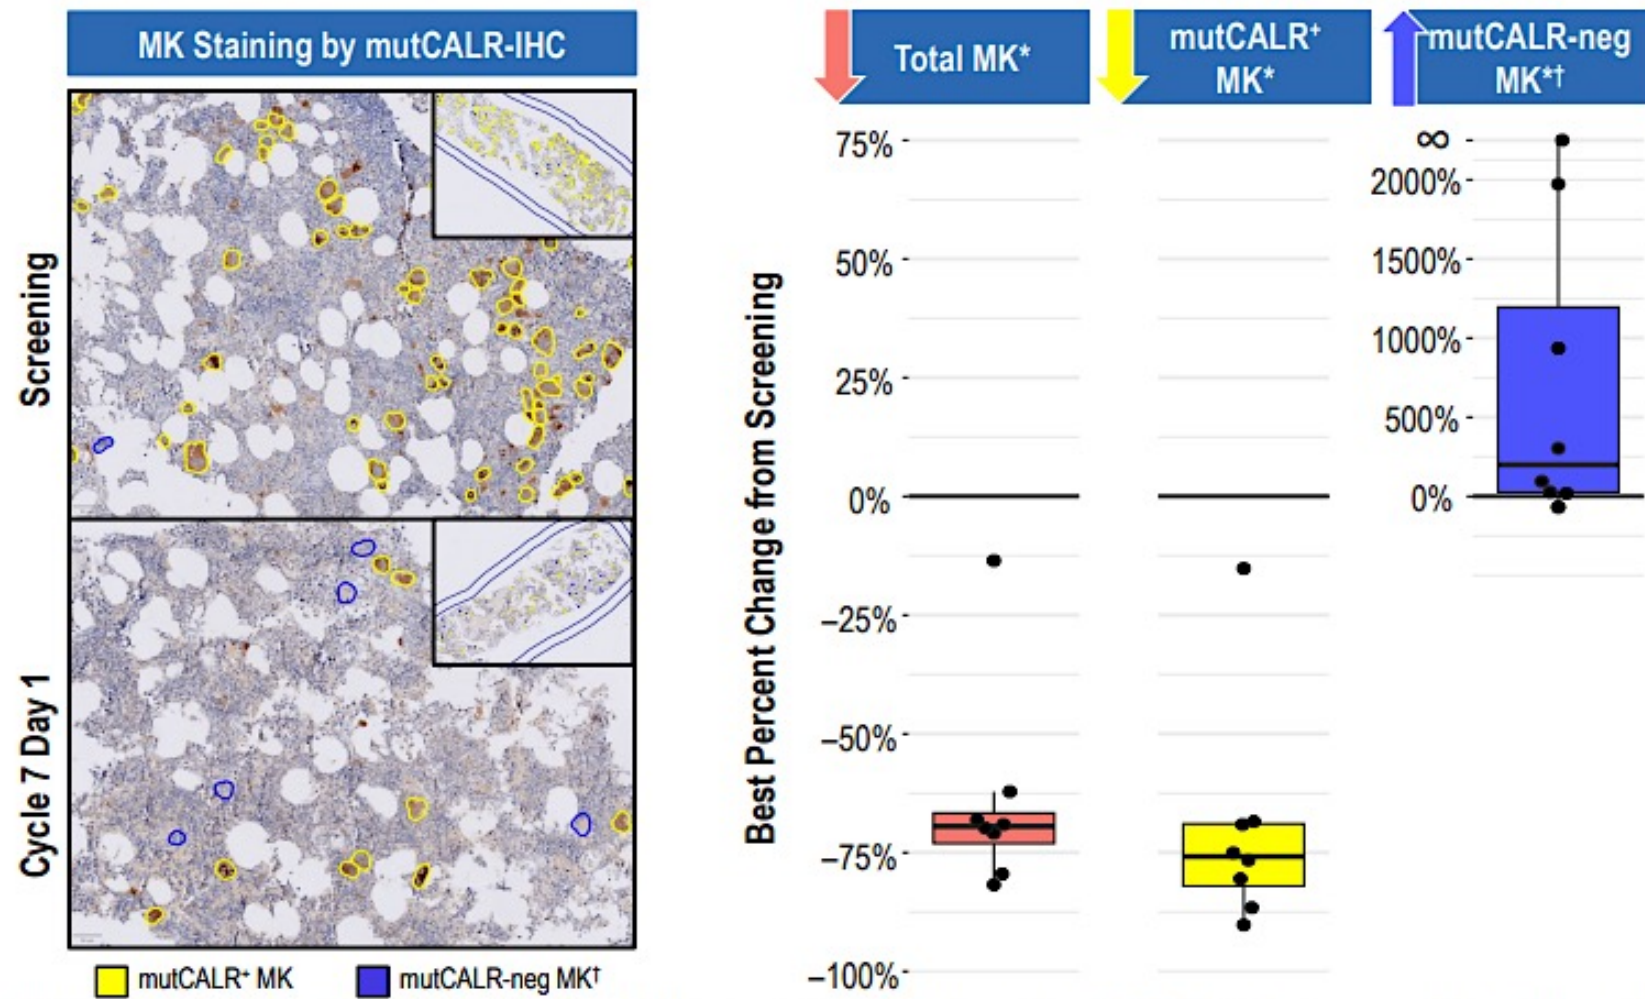 MK Staining by mutCALR-IHC
Screening
Cycle 7 Day 1
mutCALR⁺ MK
mutCALR-neg MK†
Total MK*
mutCALR⁺
MK*
mutCALR-neg
MK*†
Best Percent Change from Screening
75%
50%
25%
0%
–25%
–50%
–75%
–100%
∞
2000%
1500%
1000%
500%
0%